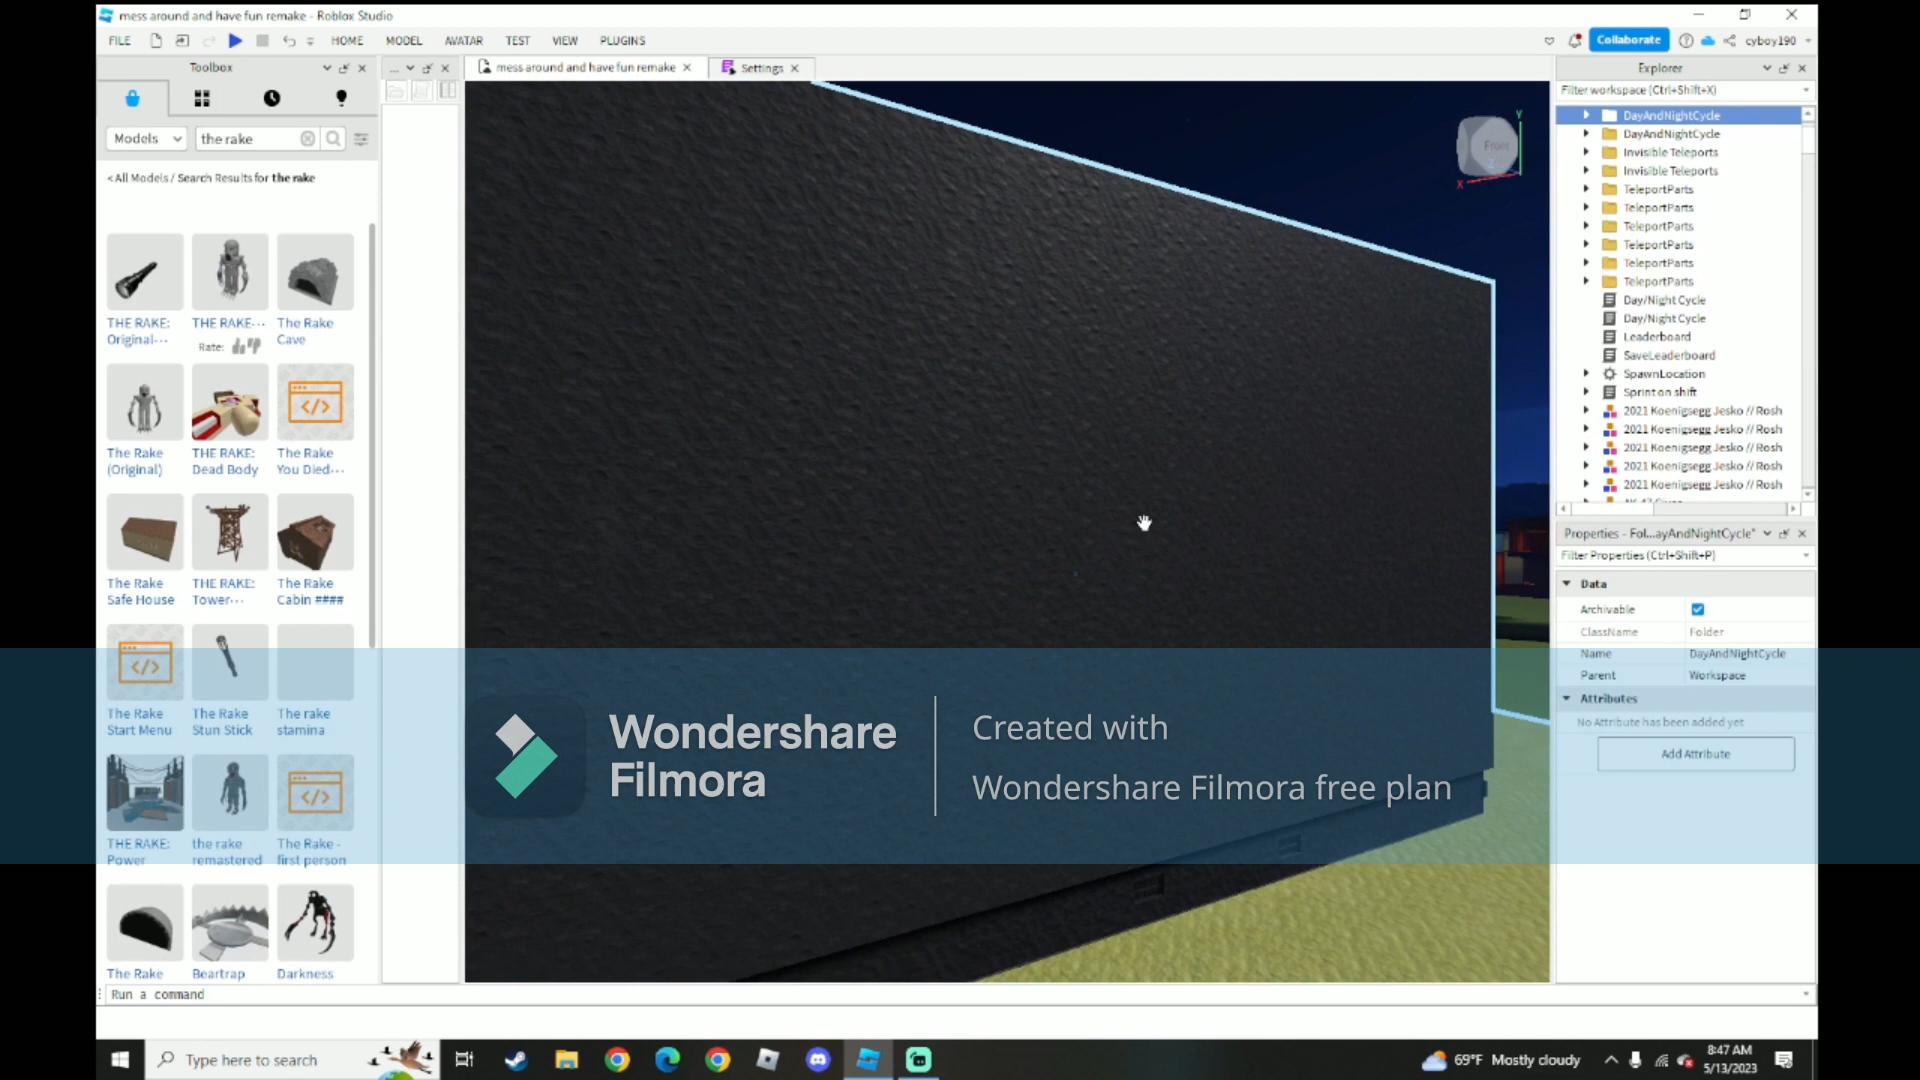 mess around and have fun remake - Roblox Studio
FILE HOME MODEL AVATAR TEST VIEW PLUGINS Collaborate cyboy190
Toolbox
mess around and have fun remake
Settings
Explorer
Filter workspace (Ctrl+Shift+X)
Models
the rake
< All Models / Search Results for the rake
THE RAKE: Original...
THE RAKE...
Rate:
The Rake Cave
The Rake (Original)
THE RAKE: Dead Body
The Rake You Died...
The Rake Safe House
THE RAKE: Tower...
The Rake Cabin ####
The Rake Start Menu
The Rake Stun Stick
The rake stamina
THE RAKE: Power
the rake remastered
The Rake - first person
The Rake
Beartrap
Darkness
Front
Y
Z
X
DayAndNightCycle
DayAndNightCycle
Invisible Teleports
Invisible Teleports
TeleportParts
TeleportParts
TeleportParts
TeleportParts
TeleportParts
TeleportParts
Day/Night Cycle
Day/Night Cycle
Leaderboard
SaveLeaderboard
SpawnLocation
Sprint on shift
2021 Koenigsegg Jesko // Rosh
2021 Koenigsegg Jesko // Rosh
2021 Koenigsegg Jesko // Rosh
2021 Koenigsegg Jesko // Rosh
2021 Koenigsegg Jesko // Rosh
Properties - Fol...ayAndNightCycle"
Filter Properties (Ctrl+Shift+P)
Data
Archivable
ClassName Folder
Name DayAndNightCycle
Parent Workspace
Attributes
No Attribute has been added yet
Add Attribute
Wondershare
Filmora
Created with
Wondershare Filmora free plan
Run a command
Type here to search
69°F Mostly cloudy
8:47 AM
5/13/2023